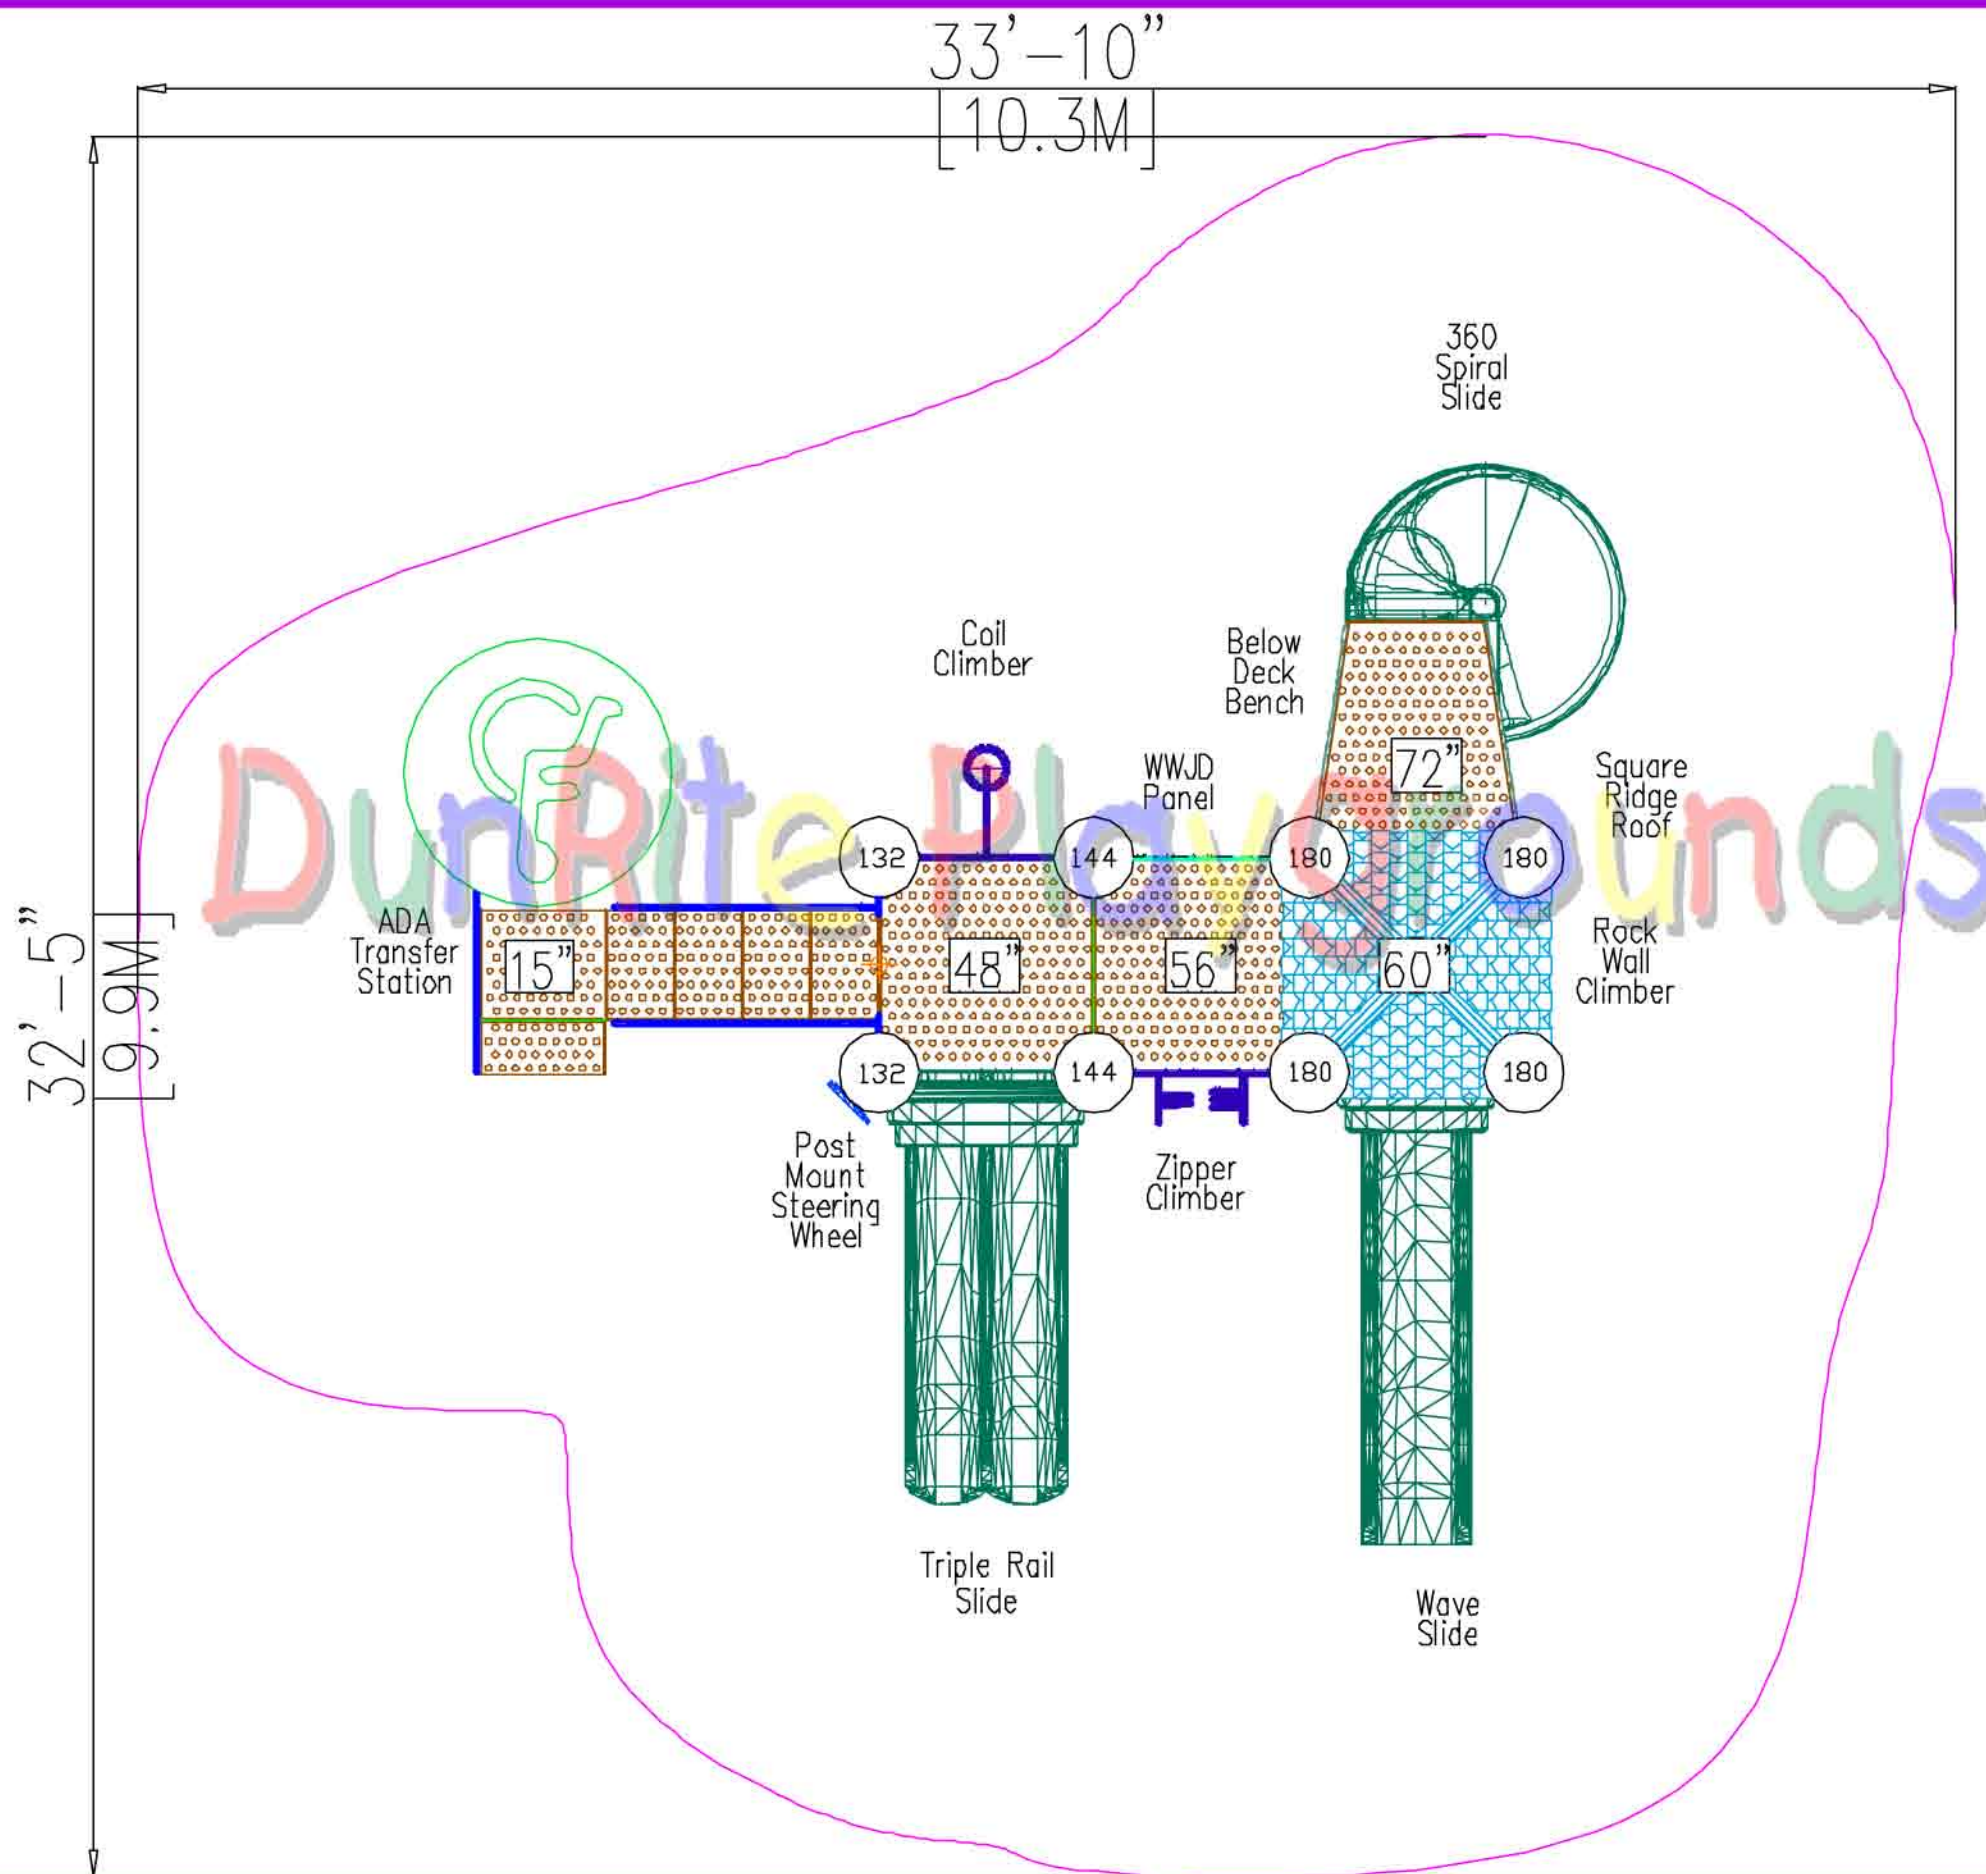 33'-10"
[10.3M]
360
Spiral
Slide
Coil
Climber
Below
Deck
Bench
WWJD
Panel
72"
Square
Ridge
Roof
DunRite Playgrounds
132
144
180
180
ADA
Transfer
Station
15"
48"
56"
60"
Rock
Wall
Climber
32'-5"
[9.9M]
132
144
180
180
Post
Mount
Steering
Wheel
Zipper
Climber
Triple Rail
Slide
Wave
Slide